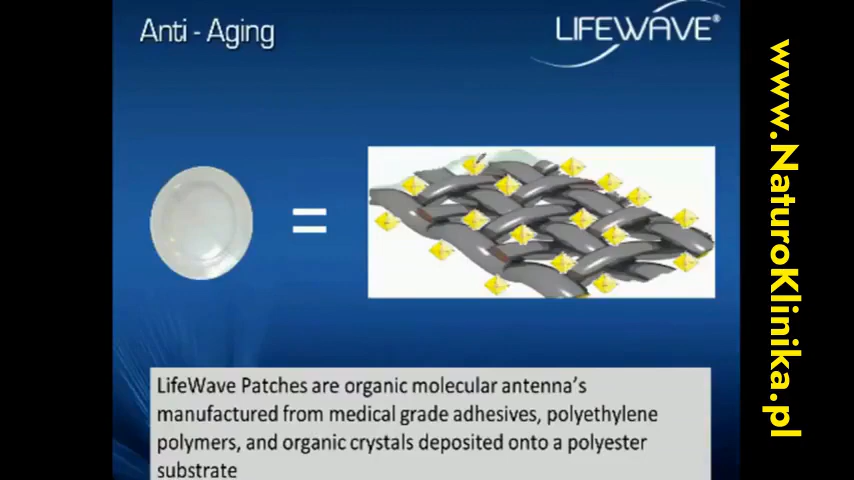 Anti - Aging
LIFEWAVE®
www.NaturoKlinika.pl
=
LifeWave Patches are organic molecular antenna's
manufactured from medical grade adhesives, polyethylene
polymers, and organic crystals deposited onto a polyester
substrate